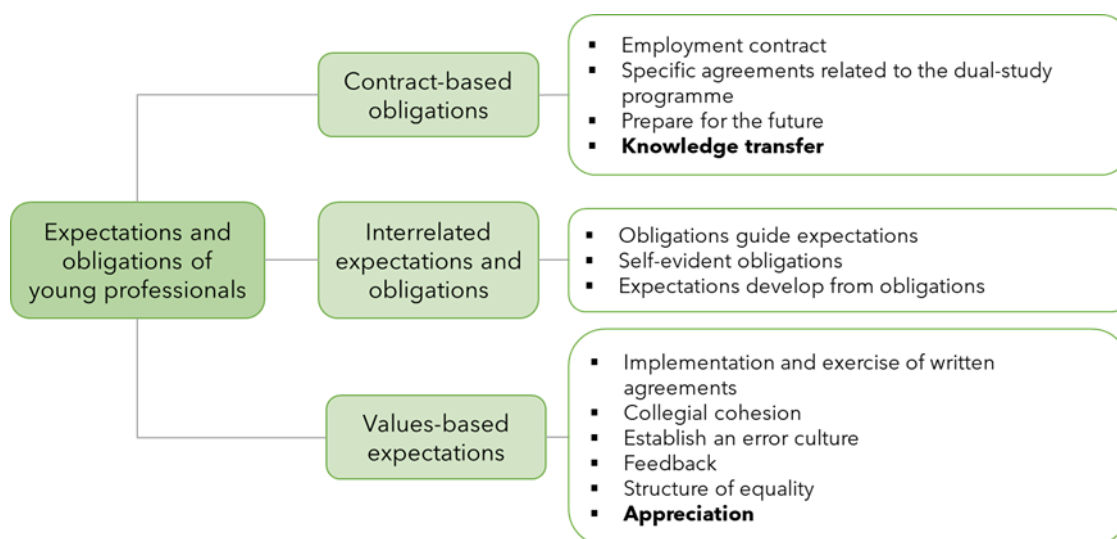 Expectations and
obligations of
young professionals
Contract-based
obligations
▪ Employment contract
▪ Specific agreements related to the dual-study
programme
▪ Prepare for the future
▪ Knowledge transfer
Interrelated
expectations and
obligations
▪ Obligations guide expectations
▪ Self-evident obligations
▪ Expectations develop from obligations
Values-based
expectations
▪ Implementation and exercise of written
agreements
▪ Collegial cohesion
▪ Establish an error culture
▪ Feedback
▪ Structure of equality
▪ Appreciation